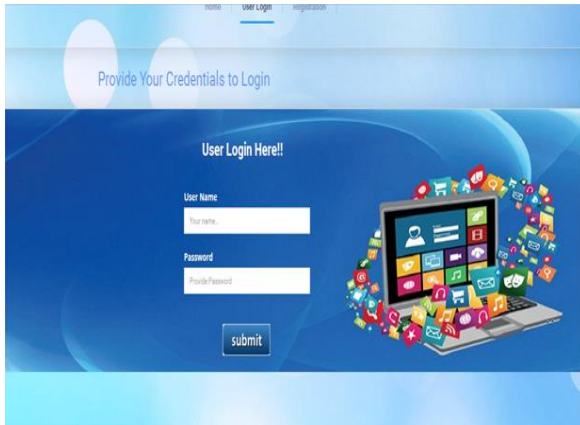 Home User Login Registration
Provide Your Credentials to Login
User Login Here!!
User Name
Your name..
Password
Provide Password
submit